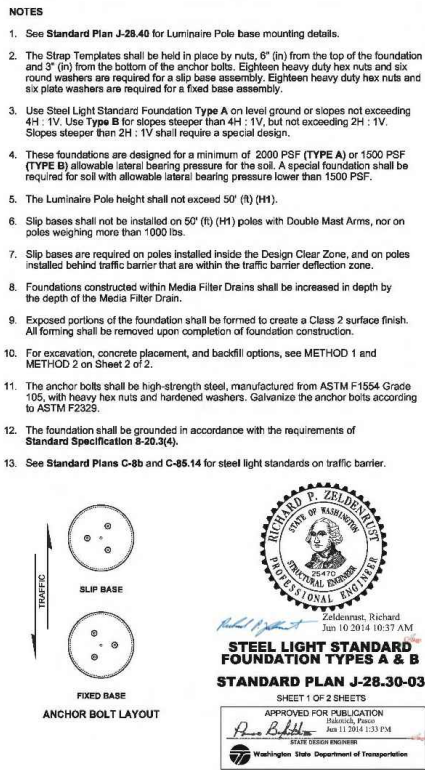 NOTES
1. See Standard Plan J-28.40 for Luminaire Pole base mounting details.
2. The Strap Templates shall be held in place by nuts, 6" (in) from the top of the foundation
and 3" (in) from the bottom of the anchor bolts. Eighteen heavy duty hex nuts and six
round washers are required for a slip base assembly. Eighteen heavy duty hex nuts and
six plate washers are required for a fixed base assembly.
3. Use Steel Light Standard Foundation Type A on level ground or slopes not exceeding
4H : 1V. Use Type B for slopes steeper than 4H : 1V, but not exceeding 2H : 1V.
Slopes steeper than 2H : 1V shall require a special design.
4. These foundations are designed for a minimum of 2000 PSF (TYPE A) or 1500 PSF
(TYPE B) allowable lateral bearing pressure for the soil. A special foundation shall be
required for soil with allowable lateral bearing pressure lower than 1500 PSF.
5. The Luminaire Pole height shall not exceed 50' (ft) (H1).
6. Slip bases shall not be installed on 50' (ft) (H1) poles with Double Mast Arms, nor on
poles weighing more than 1000 lbs.
7. Slip bases are required on poles installed inside the Design Clear Zone, and on poles
installed behind traffic barrier that are within the traffic barrier deflection zone.
8. Foundations constructed within Media Filter Drains shall be increased in depth by
the depth of the Media Filter Drain.
9. Exposed portions of the foundation shall be formed to create a Class 2 surface finish.
All forming shall be removed upon completion of foundation construction.
10. For excavation, concrete placement, and backfill options, see METHOD 1 and
METHOD 2 on Sheet 2 of 2.
11. The anchor bolts shall be high-strength steel, manufactured from ASTM F1554 Grade
105, with heavy hex nuts and hardened washers. Galvanize the anchor bolts according
to ASTM F2329.
12. The foundation shall be grounded in accordance with the requirements of
Standard Specification 8-20.3(4).
13. See Standard Plans C-8b and C-85.14 for steel light standards on traffic barrier.
TRAFFIC
SLIP BASE
FIXED BASE
ANCHOR BOLT LAYOUT
RICHARD P. ZELDENRUST
STATE OF WASHINGTON
25470
STRUCTURAL ENGINEER
PROFESSIONAL ENGINEER
Zeldenrust, Richard
Jun 10 2014 10:37 AM
STEEL LIGHT STANDARD
FOUNDATION TYPES A & B
STANDARD PLAN J-28.30-03
SHEET 1 OF 2 SHEETS
APPROVED FOR PUBLICATION
Bakotich, Pasco
Jun 11 2014 1:33 PM
STATE DESIGN ENGINEER
Washington State Department of Transportation